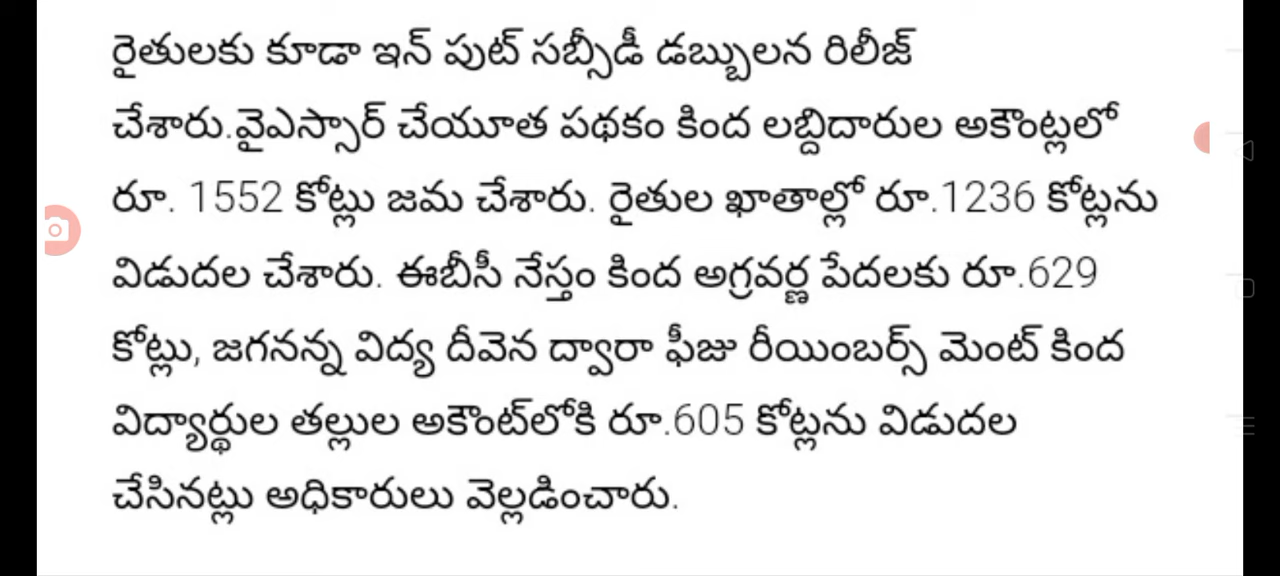 రైతులకు కూడా ఇన్ పుట్ సబ్సీడీ డబ్బులన రిలీజ్
చేశారు.వైఎస్సార్ చేయూత పథకం కింద లబ్దిదారుల అకౌంట్లలో
రూ. 1552 కోట్లు జమ చేశారు. రైతుల ఖాతాల్లో రూ.1236 కోట్లను
విడుదల చేశారు. ఈబీసీ నేస్తం కింద అగ్రవర్ణ పేదలకు రూ.629
కోట్లు, జగనన్న విద్య దీవెన ద్వారా ఫీజు రీయింబర్స్ మెంట్ కింద
విద్యార్థుల తల్లుల అకౌంట్‌లోకి రూ.605 కోట్లను విడుదల
చేసినట్లు అధికారులు వెల్లడించారు.